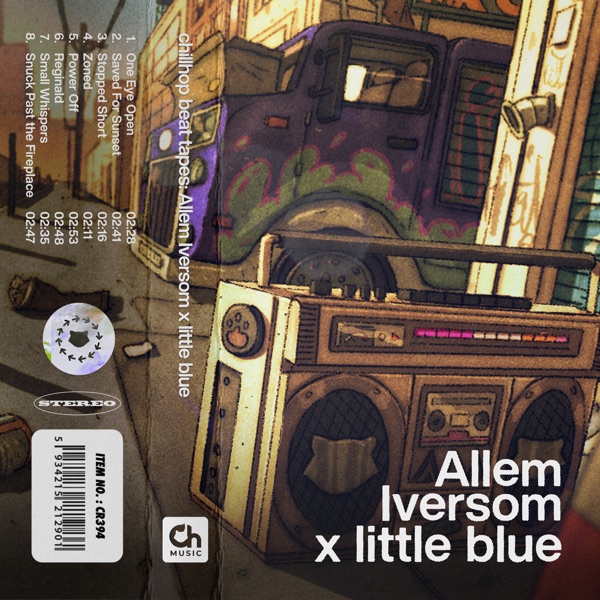 1. One Eye Open 02:28
2. Saved For Sunset 02:41
3. Stopped Short 02:16
4. Zoned 02:11
5. Power Off 02:53
6. Reginald 02:48
7. Small Whispers 02:35
8. Snuck Past the Fireplace 02:47
STEREO
ITEM NO. : CR394
5 934215 212901
chillhop beat tapes: Allem Iversom x little blue
Ch
MUSIC
Allem
Iversom
x little blue